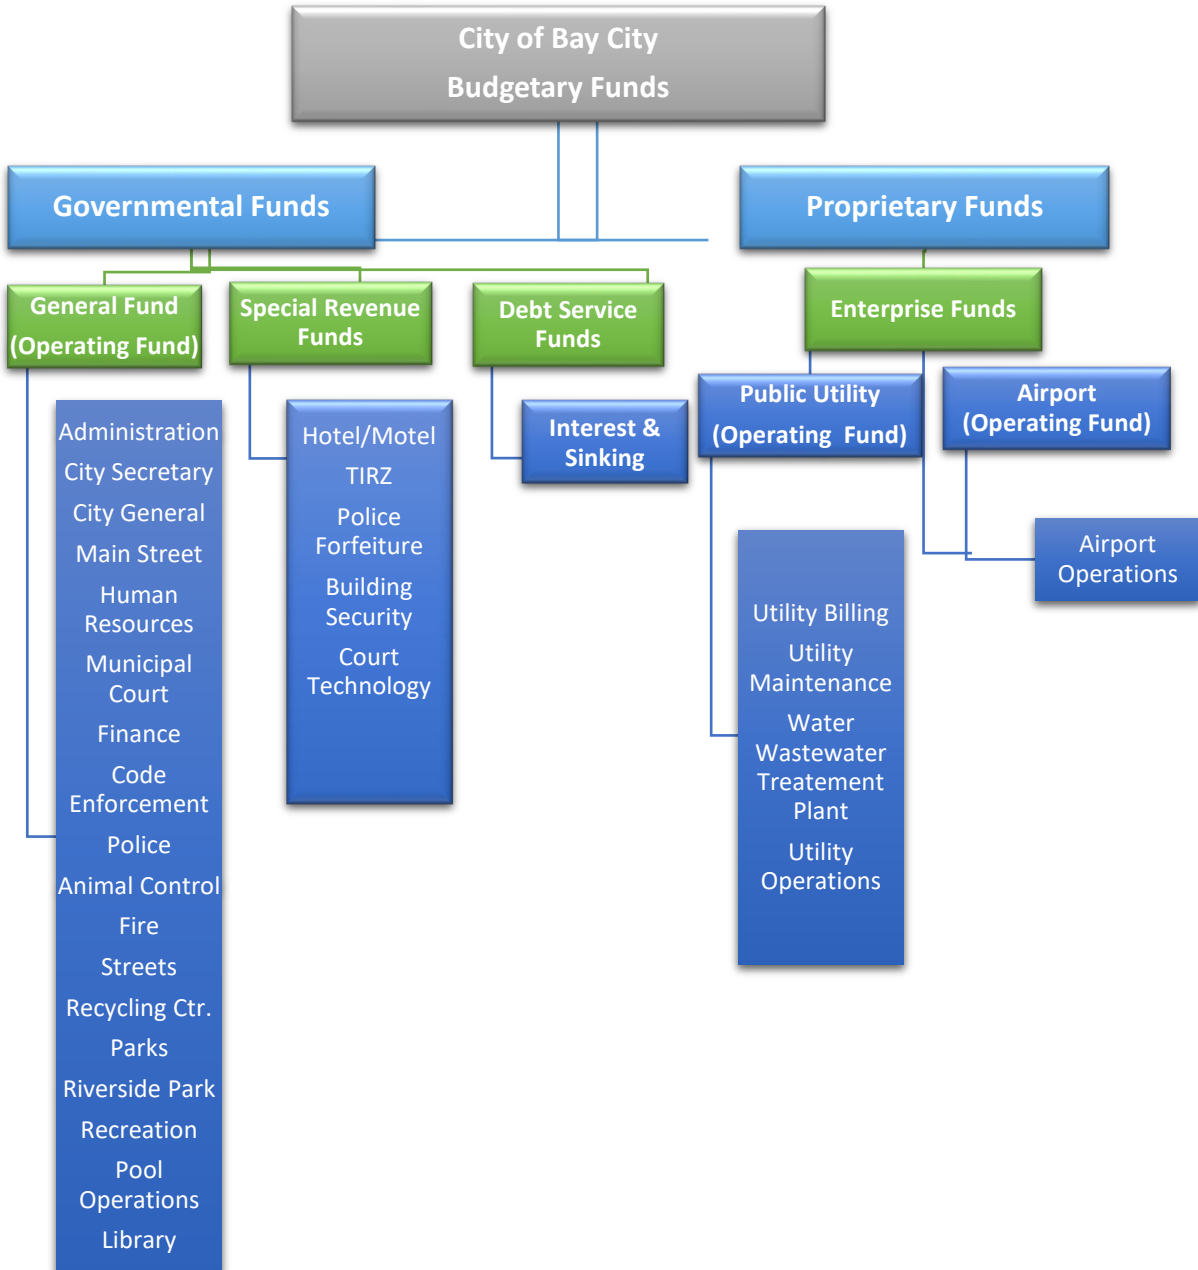 City of Bay City
Budgetary Funds
Governmental Funds
Proprietary Funds
General Fund
(Operating Fund)
Special Revenue
Funds
Debt Service
Funds
Enterprise Funds
Administration
City Secretary
City General
Main Street
Human
Resources
Municipal
Court
Finance
Code
Enforcement
Police
Animal Control
Fire
Streets
Recycling Ctr.
Parks
Riverside Park
Recreation
Pool
Operations
Library
Hotel/Motel
TIRZ
Police
Forfeiture
Building
Security
Court
Technology
Interest &
Sinking
Public Utility
(Operating  Fund)
Utility Billing
Utility
Maintenance
Water
Wastewater
Treatement
Plant
Utility
Operations
Airport
(Operating Fund)
Airport
Operations